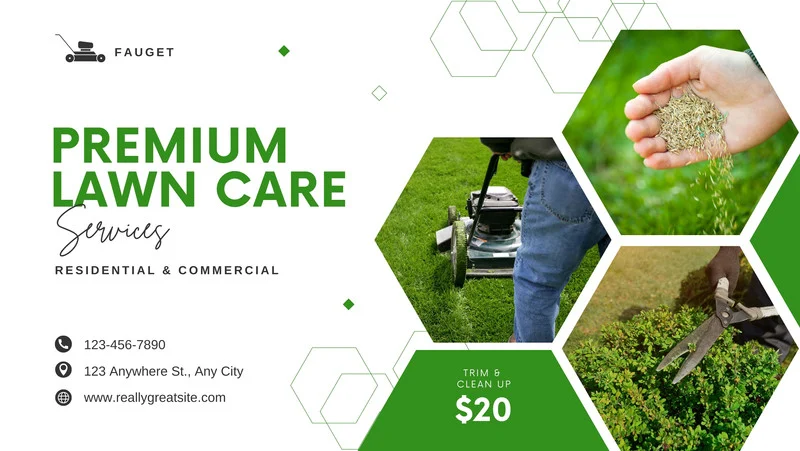 FAUGET
PREMIUM
LAWN CARE
Services
RESIDENTIAL & COMMERCIAL
123-456-7890
123 Anywhere St., Any City
www.reallygreatsite.com
TRIM &
CLEAN UP
$20